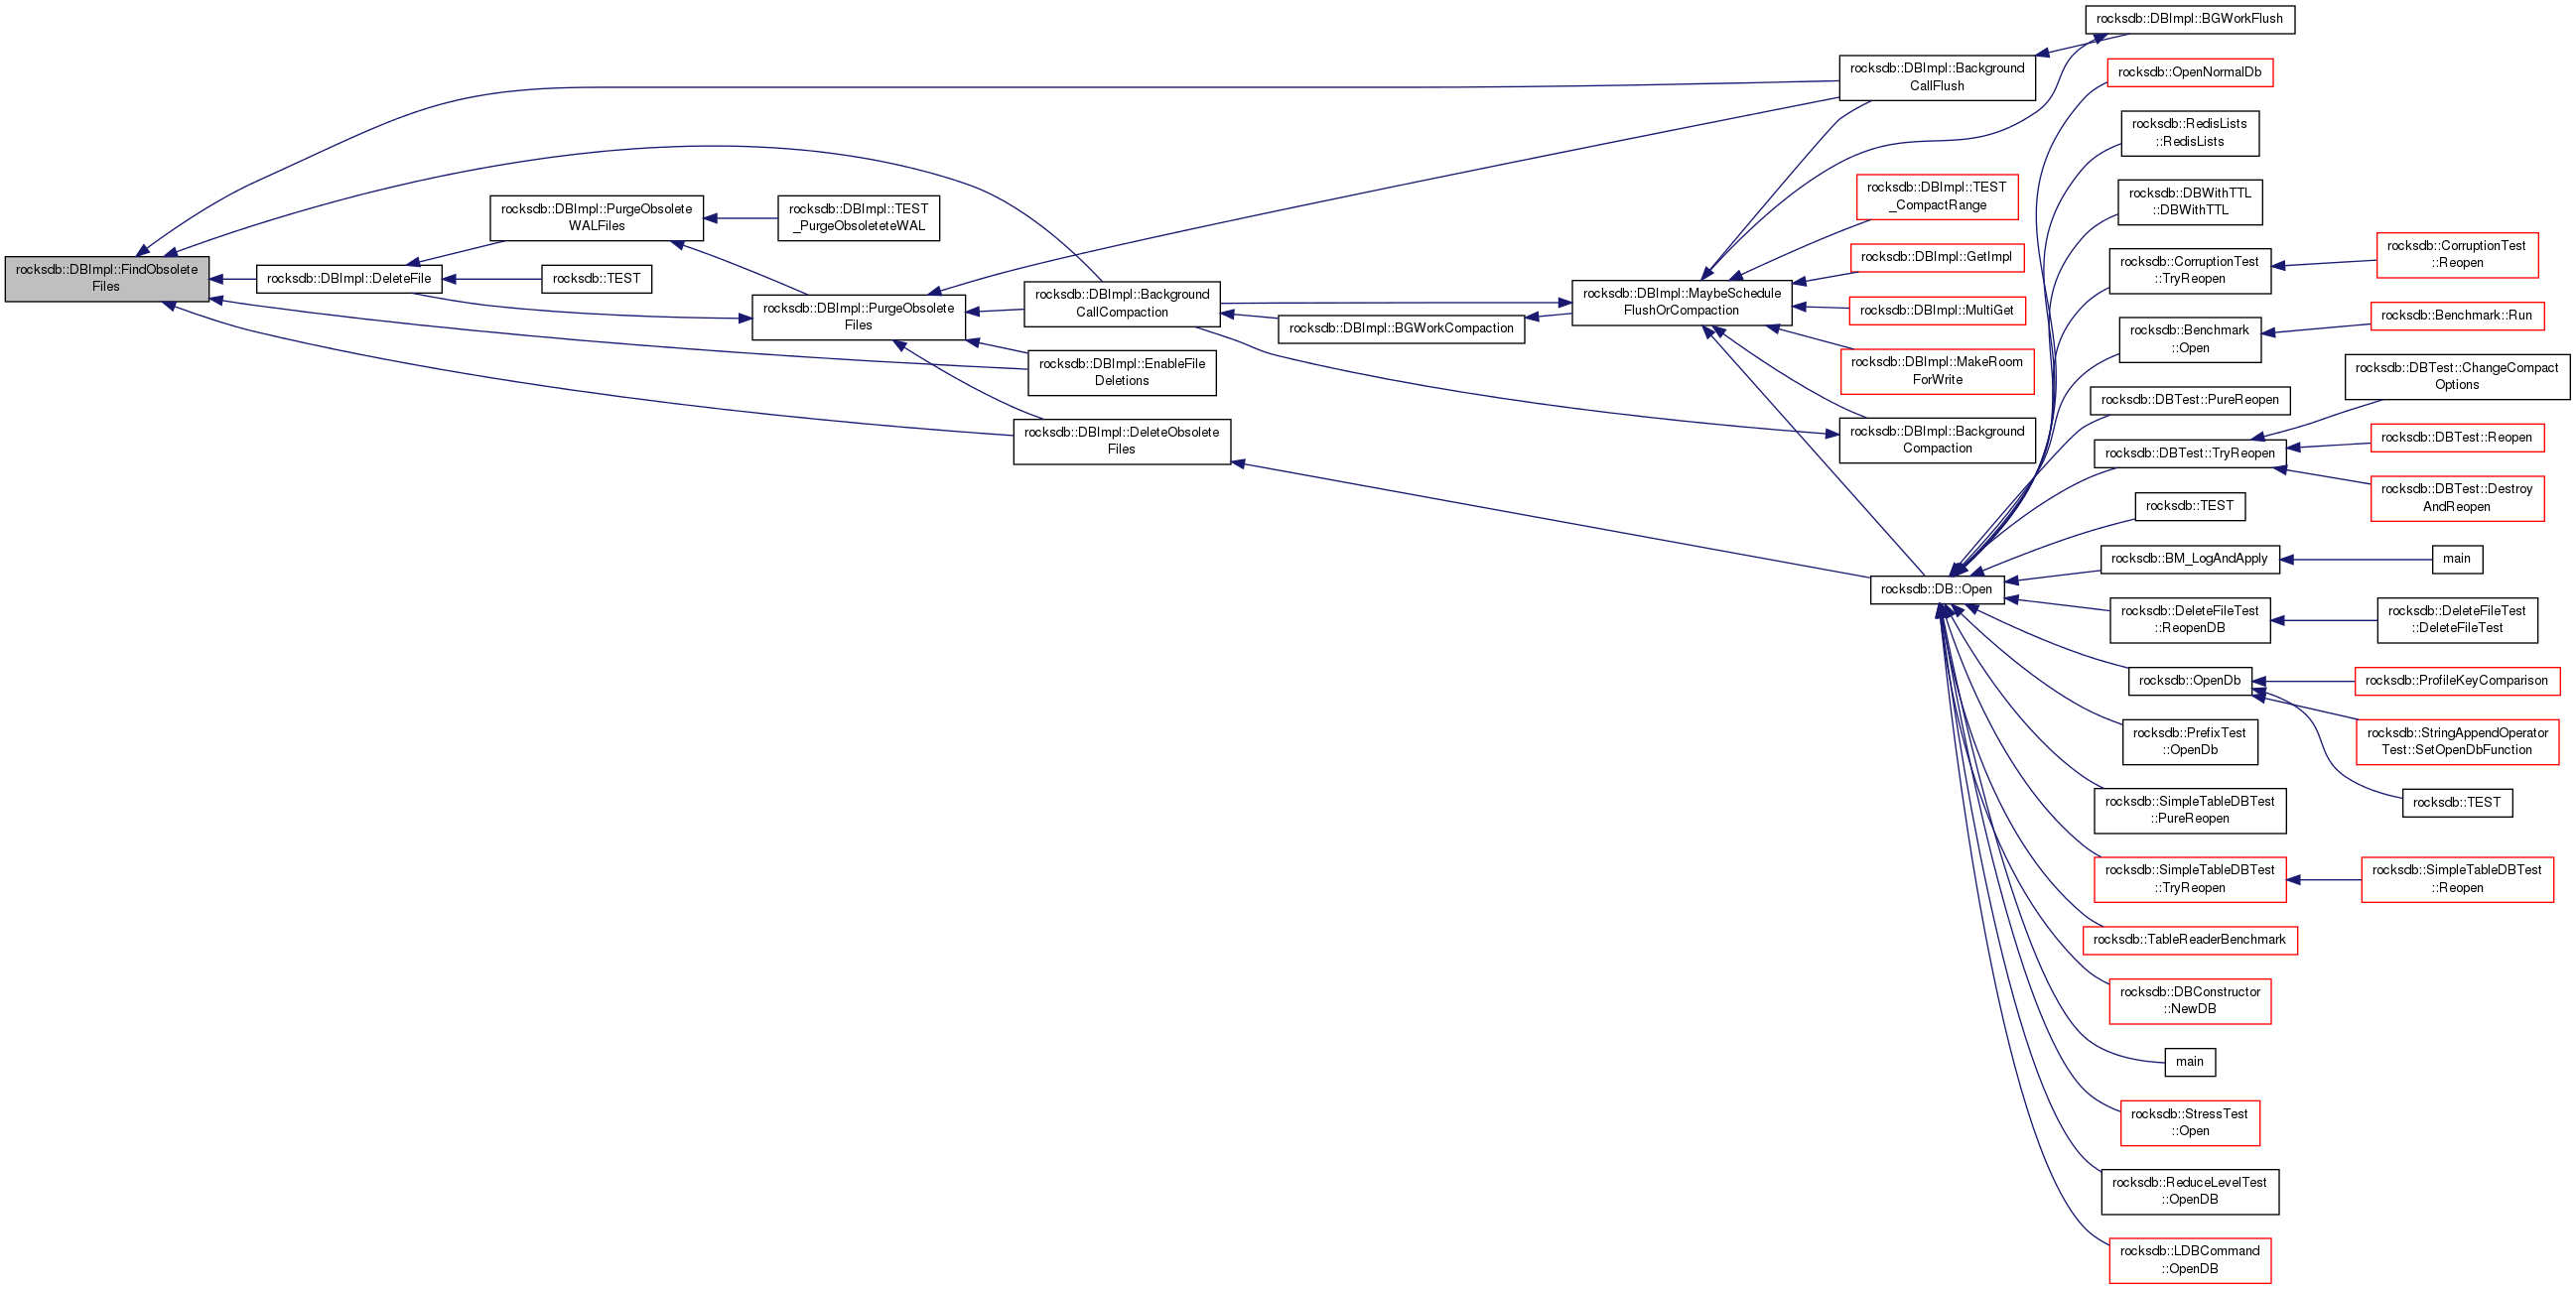 rocksdb::DBImpl::FindObsolete
Files
rocksdb::DBImpl::DeleteFile
rocksdb::DBImpl::PurgeObsolete
WALFiles
rocksdb::TEST
rocksdb::DBImpl::TEST
_PurgeObsoleteteWAL
rocksdb::DBImpl::PurgeObsolete
Files
rocksdb::DBImpl::Background
CallCompaction
rocksdb::DBImpl::EnableFile
Deletions
rocksdb::DBImpl::DeleteObsolete
Files
rocksdb::DBImpl::BGWorkCompaction
rocksdb::DBImpl::MaybeSchedule
FlushOrCompaction
rocksdb::DBImpl::Background
CallFlush
rocksdb::DBImpl::TEST
_CompactRange
rocksdb::DBImpl::GetImpl
rocksdb::DBImpl::MultiGet
rocksdb::DBImpl::MakeRoom
ForWrite
rocksdb::DBImpl::Background
Compaction
rocksdb::DB::Open
rocksdb::DBImpl::BGWorkFlush
rocksdb::OpenNormalDb
rocksdb::RedisLists
::RedisLists
rocksdb::DBWithTTL
::DBWithTTL
rocksdb::CorruptionTest
::TryReopen
rocksdb::CorruptionTest
::Reopen
rocksdb::Benchmark
::Open
rocksdb::Benchmark::Run
rocksdb::DBTest::PureReopen
rocksdb::DBTest::ChangeCompact
Options
rocksdb::DBTest::TryReopen
rocksdb::DBTest::Reopen
rocksdb::DBTest::Destroy
AndReopen
rocksdb::TEST
rocksdb::BM_LogAndApply
main
rocksdb::DeleteFileTest
::ReopenDB
rocksdb::DeleteFileTest
::DeleteFileTest
rocksdb::OpenDb
rocksdb::ProfileKeyComparison
rocksdb::StringAppendOperator
Test::SetOpenDbFunction
rocksdb::TEST
rocksdb::PrefixTest
::OpenDb
rocksdb::SimpleTableDBTest
::PureReopen
rocksdb::SimpleTableDBTest
::TryReopen
rocksdb::SimpleTableDBTest
::Reopen
rocksdb::TableReaderBenchmark
rocksdb::DBConstructor
::NewDB
main
rocksdb::StressTest
::Open
rocksdb::ReduceLevelTest
::OpenDB
rocksdb::LDBCommand
::OpenDB